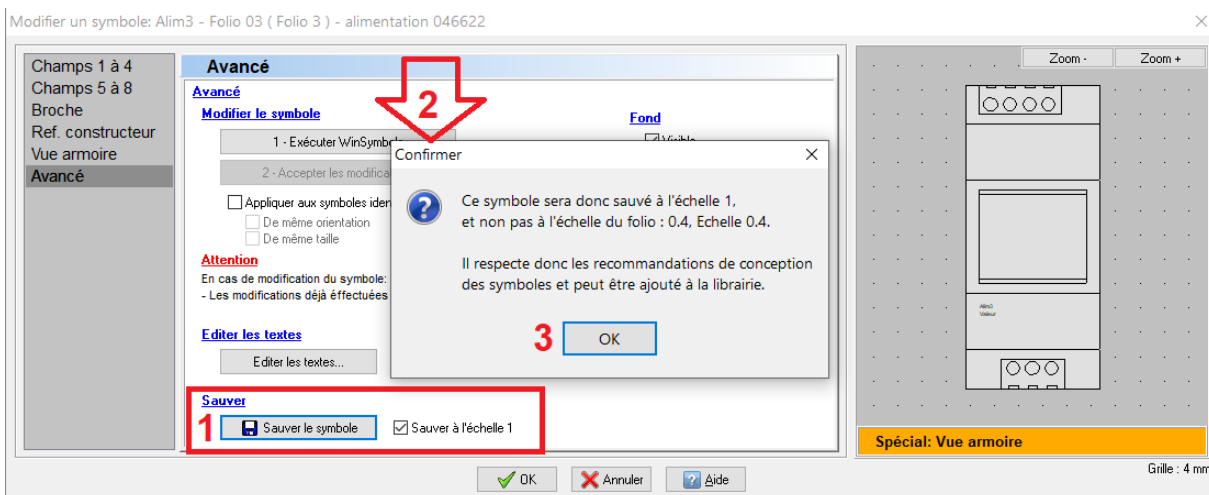 Modifier un symbole: Alim3 - Folio 03 ( Folio 3 ) - alimentation 046622
Champs 1 à 4
Champs 5 à 8
Broche
Ref. constructeur
Vue armoire
Avancé
Avancé
2
Avancé
Modifier le symbole
Fond
1 - Exécuter WinSymbole
Visible
2 - Accepter les modifica
Appliquer aux symboles iden
De même orientation
De même taille
Attention
En cas de modification du symbole:
- Les modifications déjà éffectuées
Editer les textes
Editer les textes...
Sauver
1
Sauver le symbole
Sauver à l'échelle 1
Confirmer
Ce symbole sera donc sauvé à l'échelle 1,
et non pas à l'échelle du folio : 0.4, Echelle 0.4.
Il respecte donc les recommandations de conception
des symboles et peut être ajouté à la librairie.
3
OK
Zoom -
Zoom +
Alim3
Valeur
Spécial: Vue armoire
OK
Annuler
Aide
Grille : 4 mm